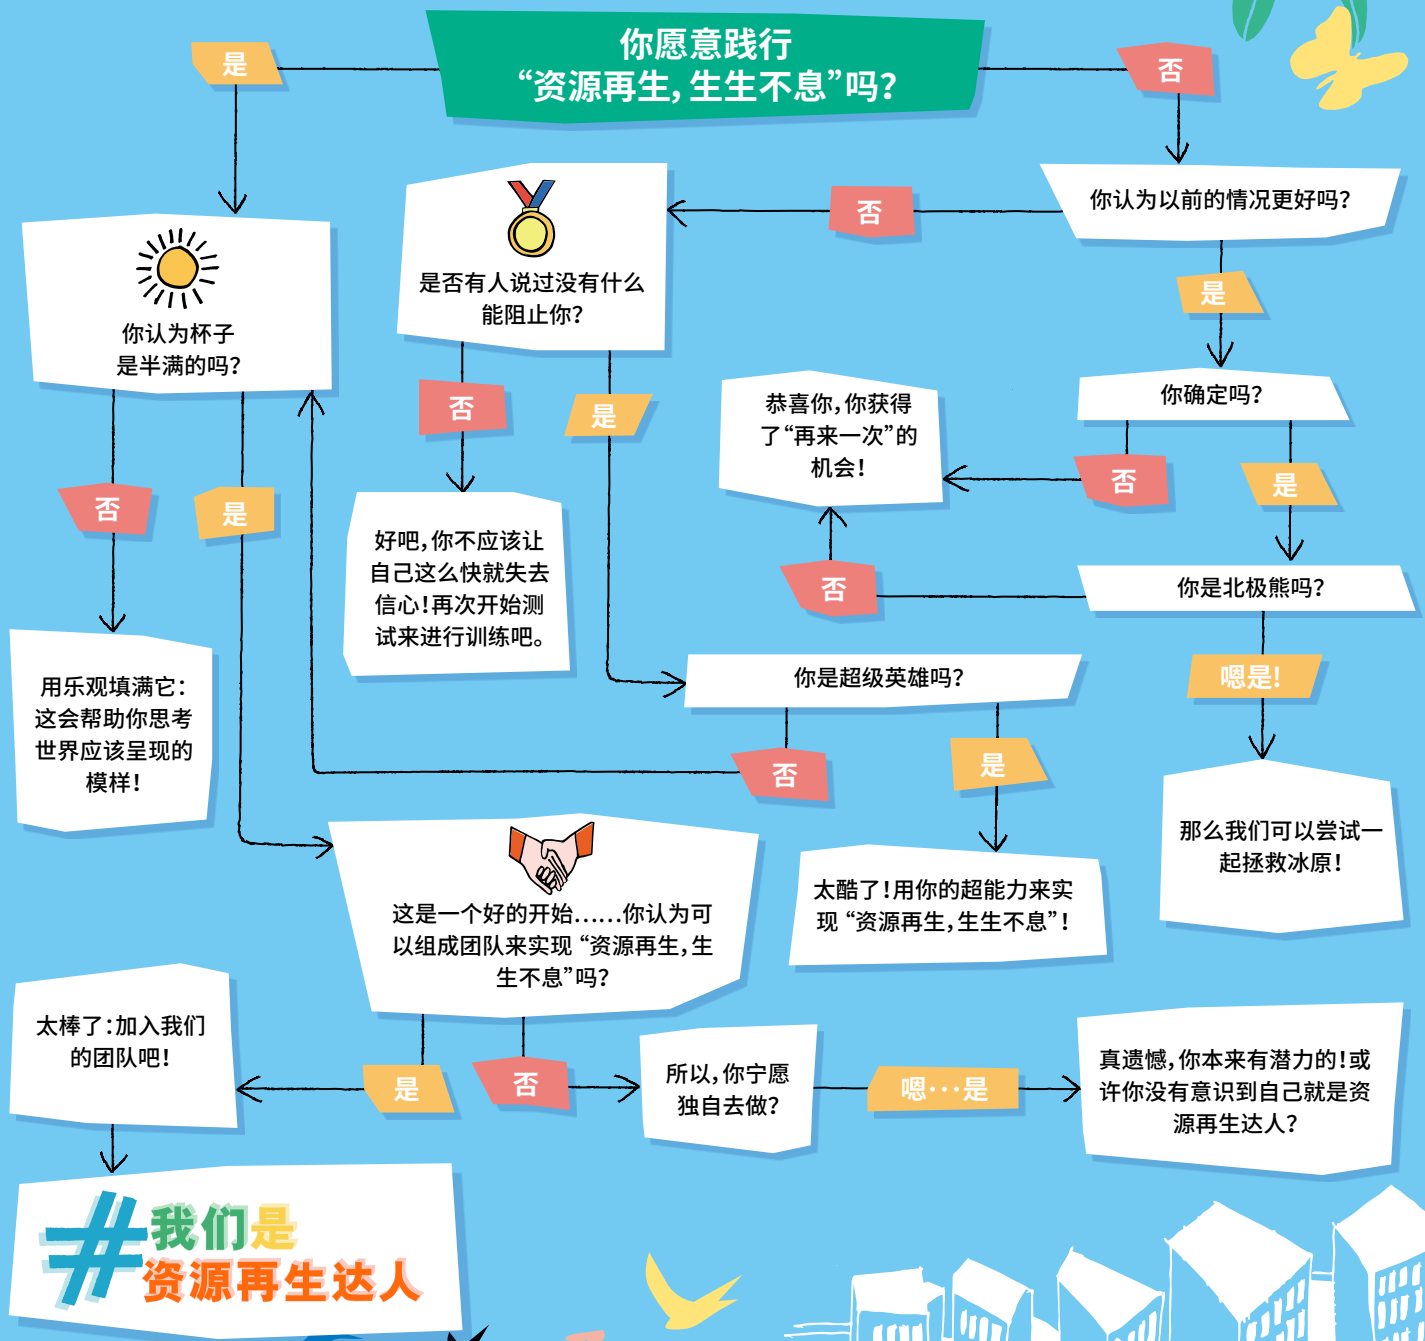 你愿意践行
“资源再生，生生不息”吗？
是
否
你认为以前的情况更好吗？
否
是否有人说过没有什么
能阻止你？
是
你认为杯子
是半满的吗？
你确定吗？
否
是
恭喜你，你获得
了“再来一次”的
机会！
否
是
否
是
好吧，你不应该让
自己这么快就失去
信心！再次开始测
试来进行训练吧。
否
你是北极熊吗？
嗯是！
用乐观填满它：
这会帮助你思考
世界应该呈现的
模样！
你是超级英雄吗？
否
是
那么我们可以尝试一
起拯救冰原！
太酷了！用你的超能力来实
现 “资源再生，生生不息”！
这是一个好的开始……你认为可
以组成团队来实现 “资源再生，生
生不息”吗？
太棒了：加入我们
的团队吧！
是
否
所以，你宁愿
独自去做？
嗯···是
真遗憾，你本来有潜力的！或
许你没有意识到自己就是资
源再生达人？
#我们是
资源再生达人